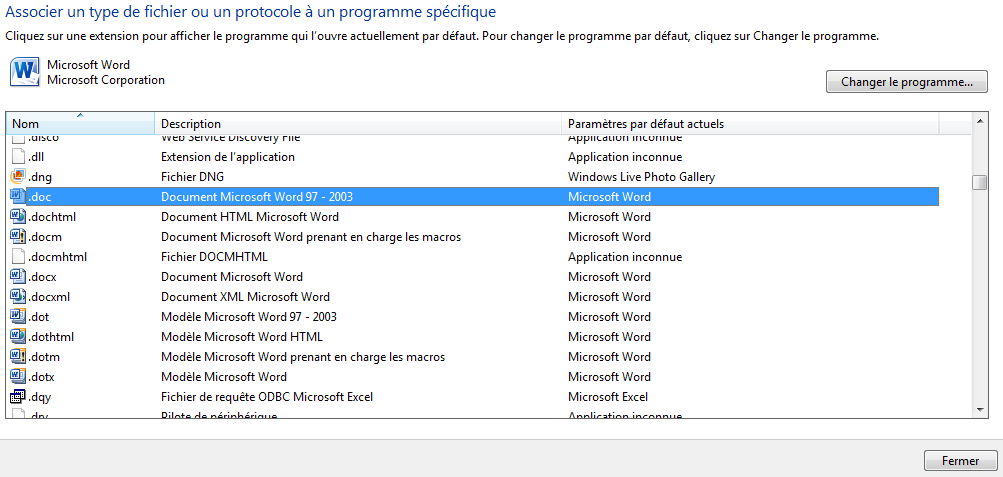 Associer un type de fichier ou un protocole à un programme spécifique
Cliquez sur une extension pour afficher le programme qui l'ouvre actuellement par défaut. Pour changer le programme par défaut, cliquez sur Changer le programme.
Microsoft Word
Microsoft Corporation
Changer le programme...
Nom Description Paramètres par défaut actuels
.disco Web Service Discovery File Application inconnue
.dll Extension de l'application Application inconnue
.dng Fichier DNG Windows Live Photo Gallery
.doc Document Microsoft Word 97 - 2003 Microsoft Word
.dochtml Document HTML Microsoft Word Microsoft Word
.docm Document Microsoft Word prenant en charge les macros Microsoft Word
.docmhtml Fichier DOCMHTML Application inconnue
.docx Document Microsoft Word Microsoft Word
.docxml Document XML Microsoft Word Microsoft Word
.dot Modèle Microsoft Word 97 - 2003 Microsoft Word
.dothtml Modèle Microsoft Word HTML Microsoft Word
.dotm Modèle Microsoft Word prenant en charge les macros Microsoft Word
.dotx Modèle Microsoft Word Microsoft Word
.dqy Fichier de requête ODBC Microsoft Excel Microsoft Excel
.drv Pilote de périphérique Application inconnue
Fermer